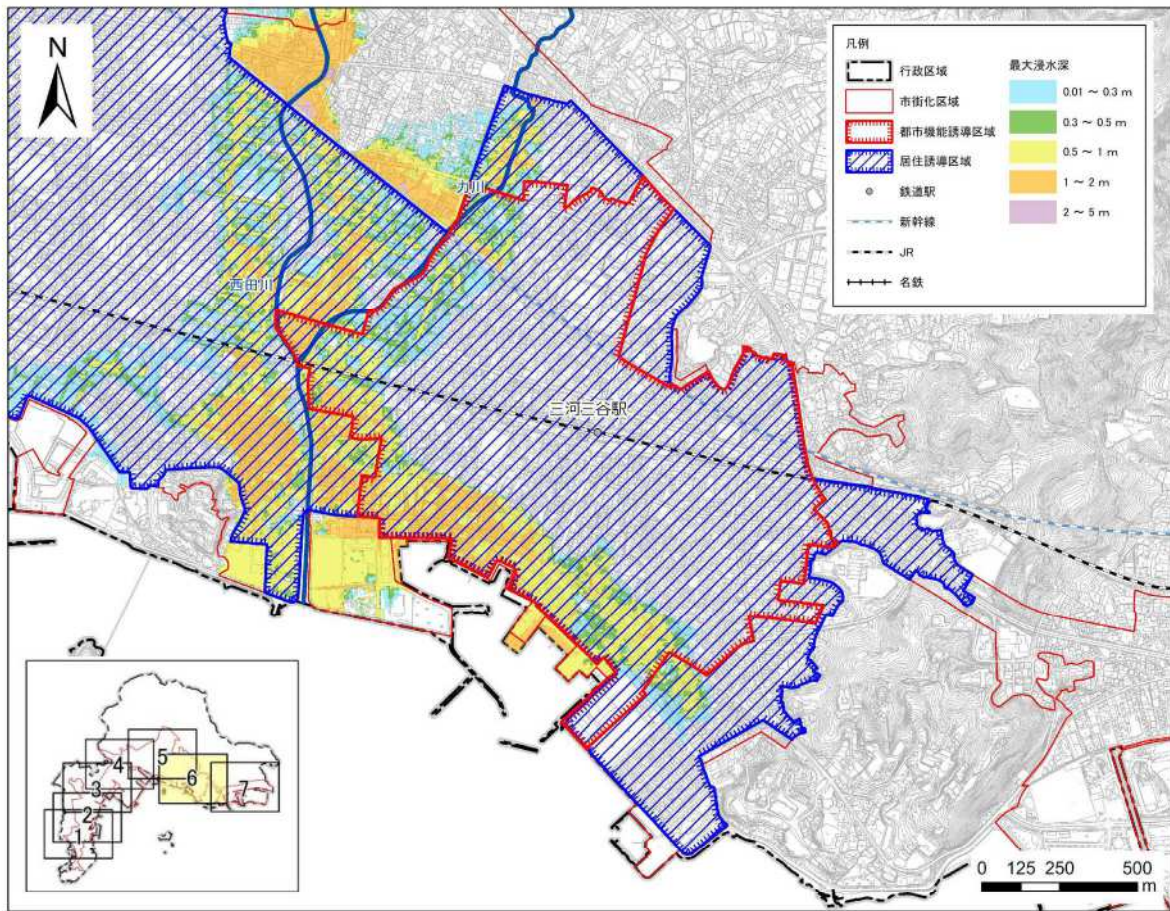 N
凡例
行政区域
市街化区域
都市機能誘導区域
居住誘導区域
鉄道駅
新幹線
JR
名鉄
最大浸水深
0.01 ～ 0.3 m
0.3 ～ 0.5 m
0.5 ～ 1 m
1 ～ 2 m
2 ～ 5 m
力川
西田川
三河三谷駅
5
4
6
3
7
2
1
0 125 250 500
m